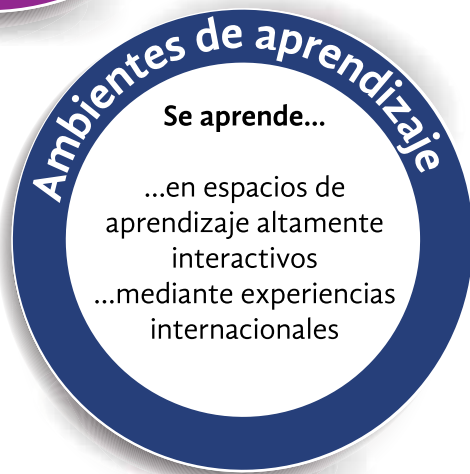 Ambientes de aprendizaje
Se aprende...
...en espacios de
aprendizaje altamente
interactivos
...mediante experiencias
internacionales